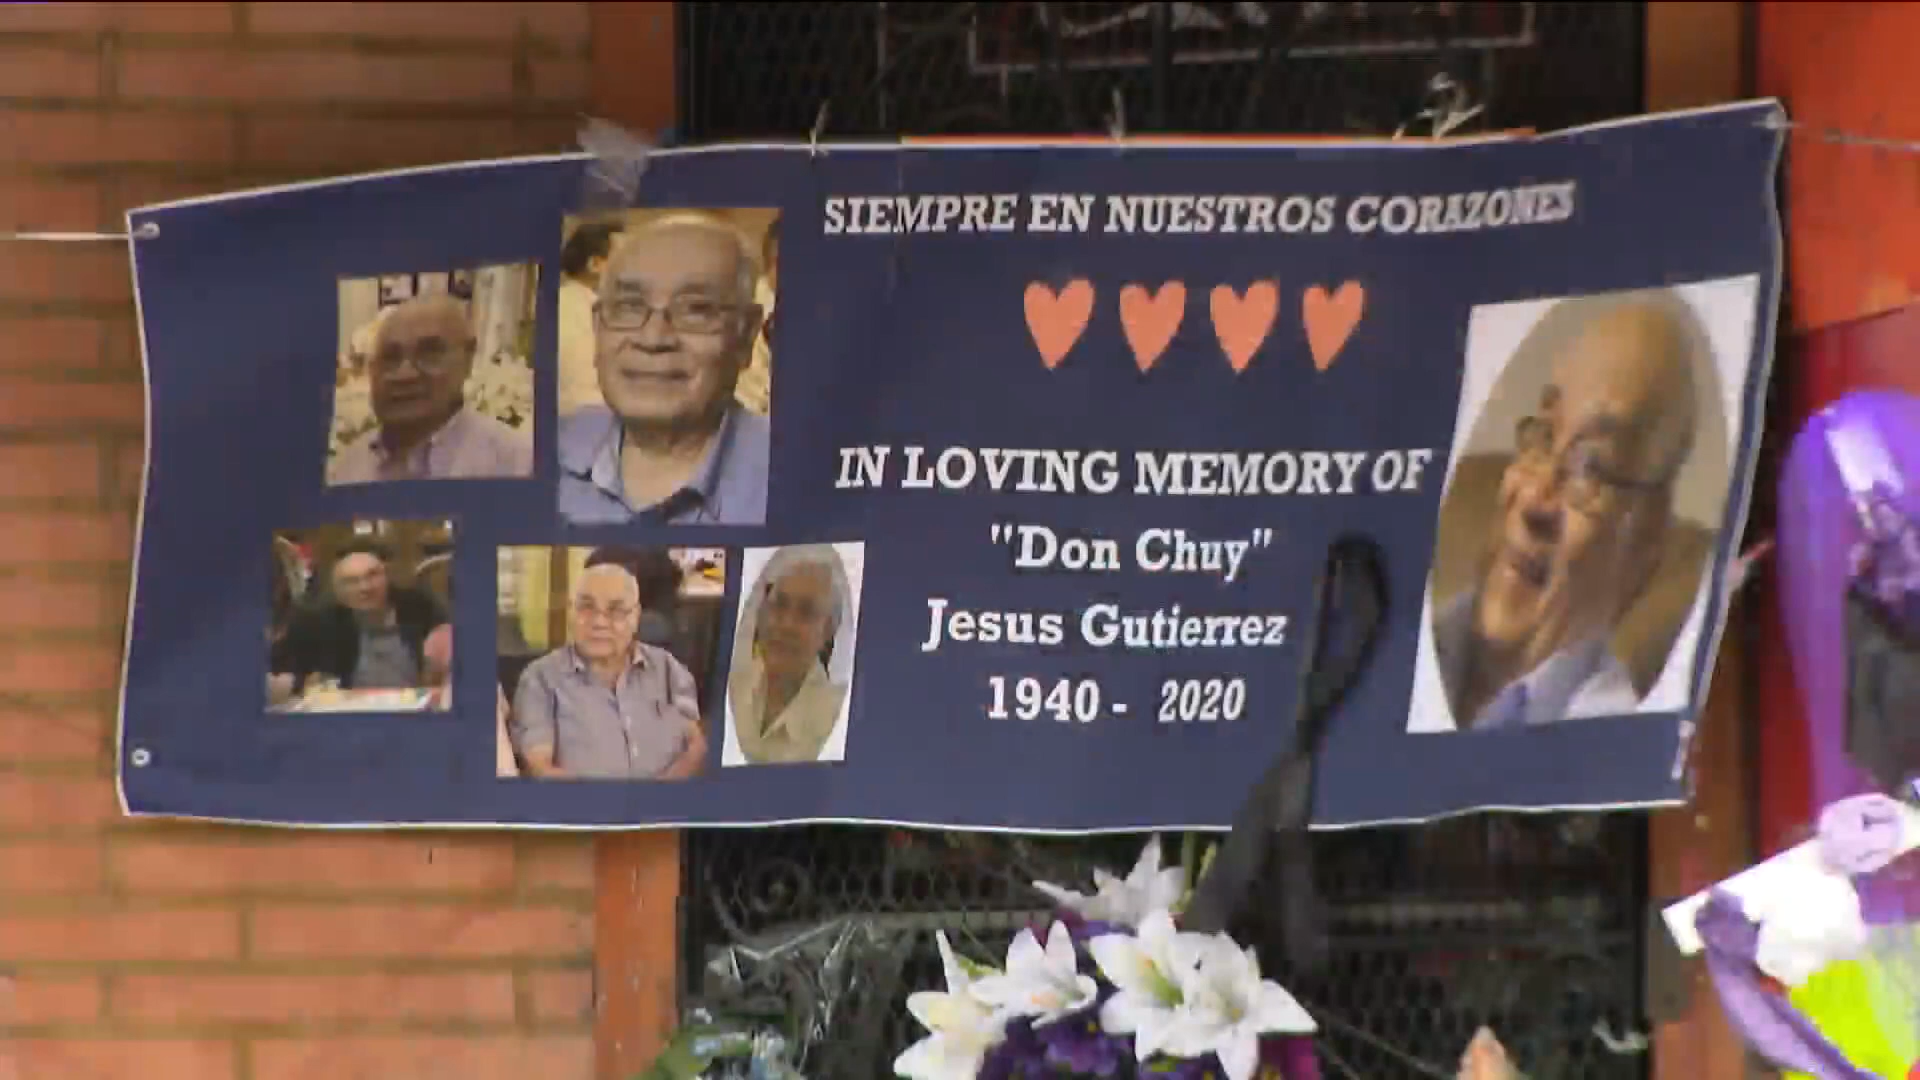 SIEMPRE EN NUESTROS CORAZONES
IN LOVING MEMORY OF
"Don Chuy"
Jesus Gutierrez
1940 - 2020